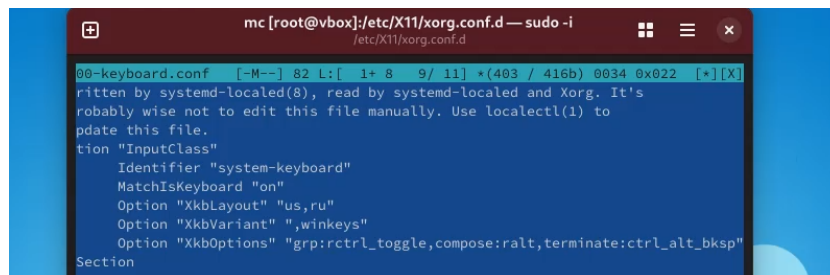 mc [root@vbox]:/etc/X11/xorg.conf.d — sudo -i
/etc/X11/xorg.conf.d
00-keyboard.conf   [-M--] 82 L:[  1+ 8   9/ 11] *(403 / 416b) 0034 0x022  [*][X]
ritten by systemd-localed(8), read by systemd-localed and Xorg. It's
robably wise not to edit this file manually. Use localectl(1) to
pdate this file.
tion "InputClass"
Identifier "system-keyboard"
MatchIsKeyboard "on"
Option "XkbLayout" "us,ru"
Option "XkbVariant" ",winkeys"
Option "XkbOptions" "grp:rctrl_toggle,compose:ralt,terminate:ctrl_alt_bksp"
Section